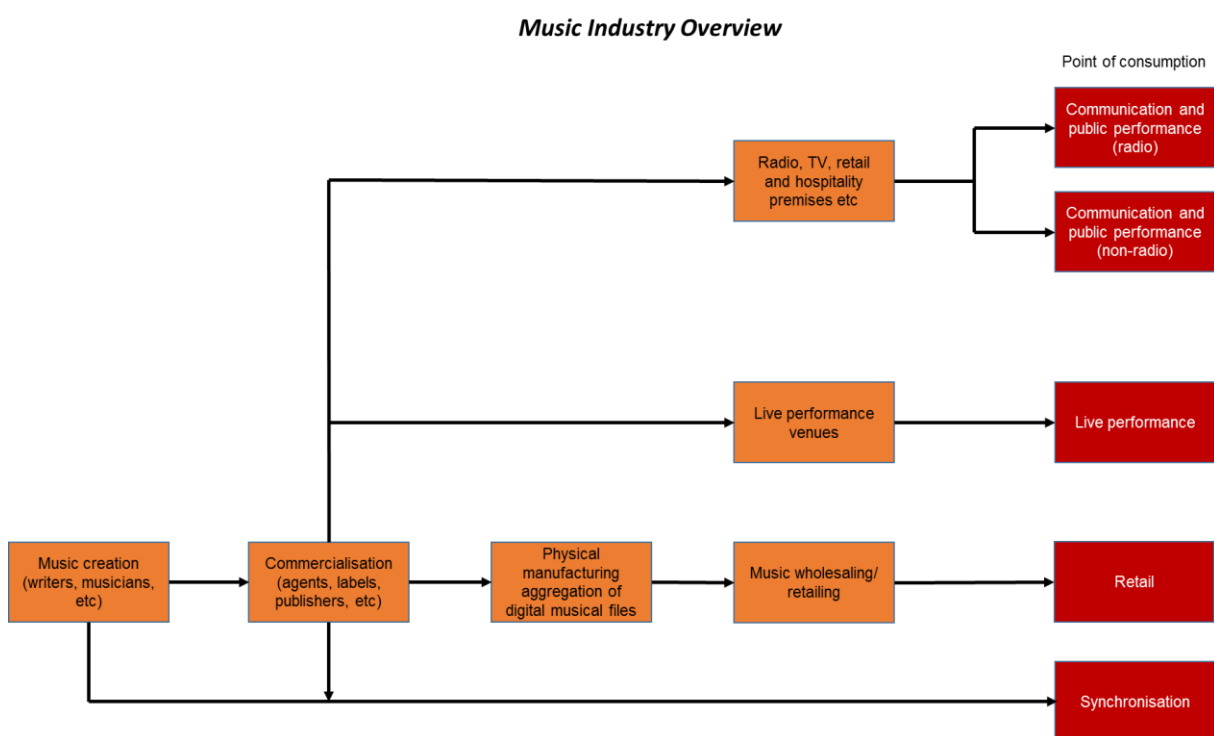 Music Industry Overview
Point of consumption
Communication and
public performance
(radio)
Radio, TV, retail
and hospitality
premises etc
Communication and
public performance
(non-radio)
Live performance
venues
Live performance
Music creation
(writers, musicians,
etc)
Commercialisation
(agents, labels,
publishers, etc)
Physical
manufacturing
aggregation of
digital musical files
Music wholesaling/
retailing
Retail
Synchronisation